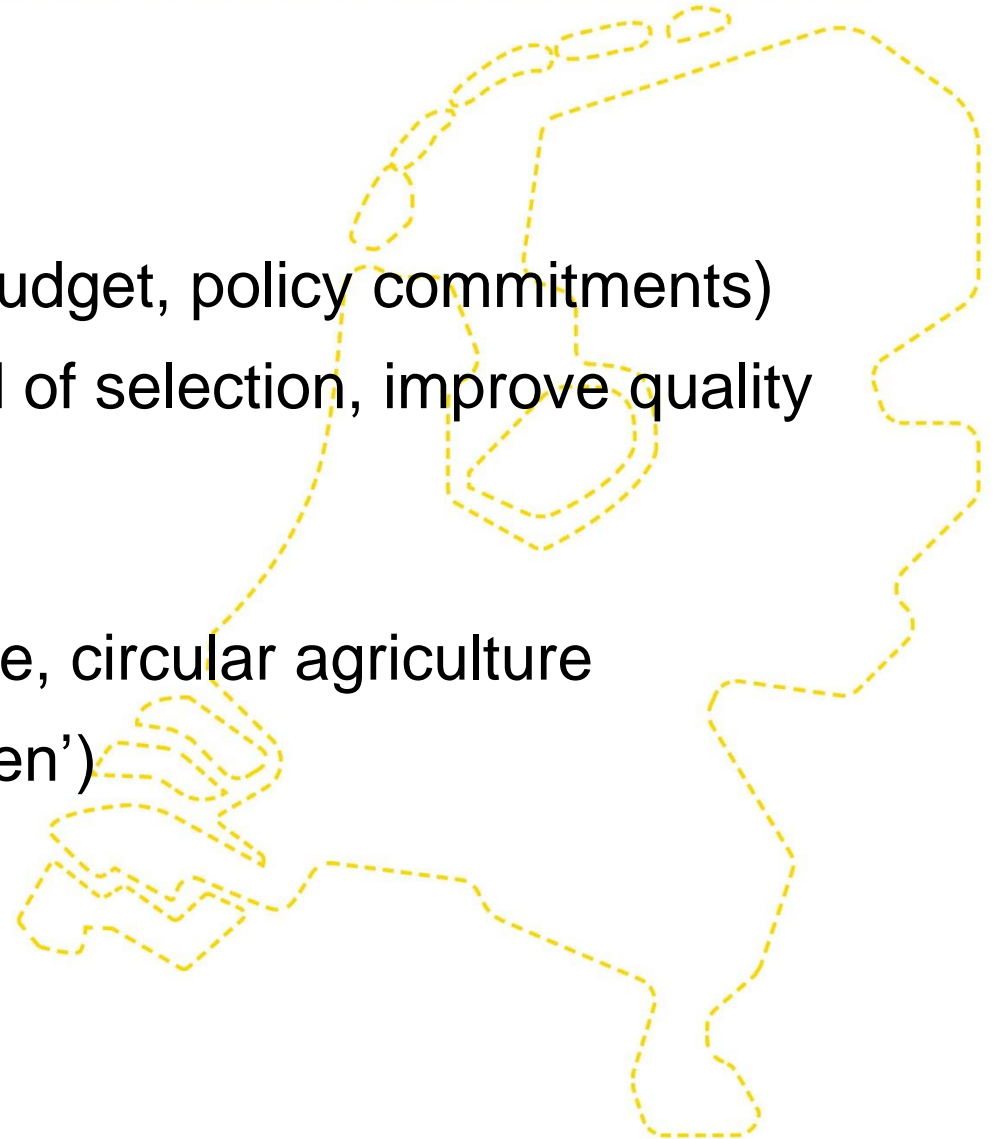 udget, policy commitments)
l of selection, improve quality
e, circular agriculture
en’)